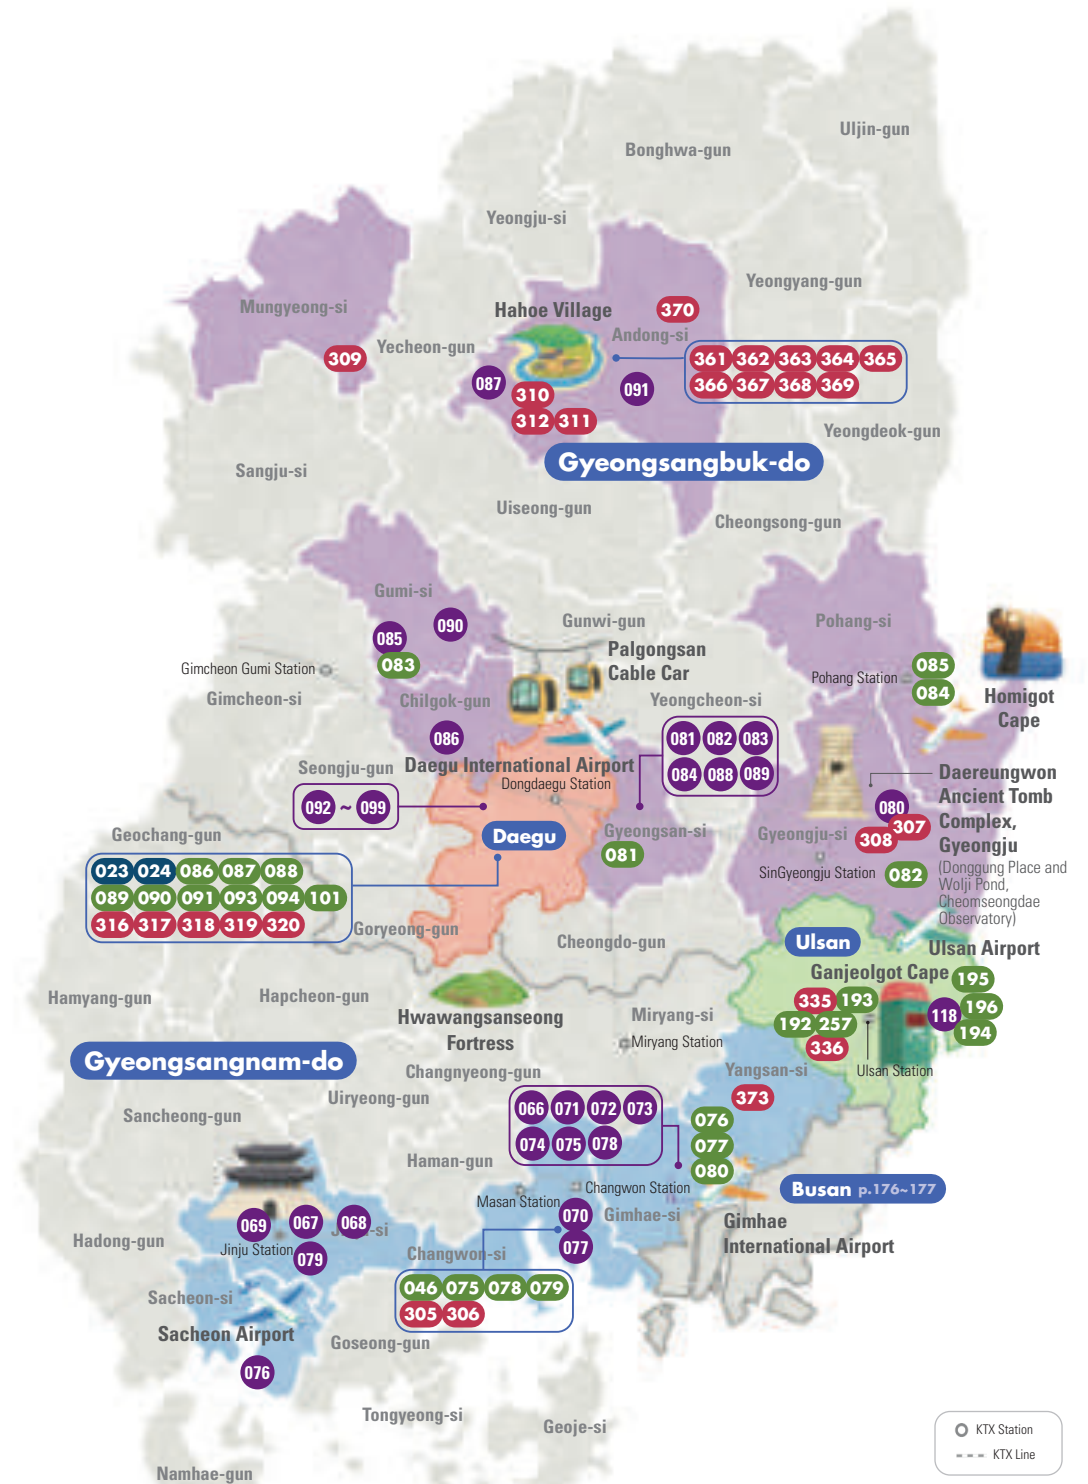 Uljin-gun
Bonghwa-gun
Yeongju-si
Yeongyang-gun
Mungyeong-si
Hahoe Village
370
Andong-si
Yecheon-gun
309
361 362 363 364 365
366 367 368 369
087
091
310
312 311
Yeongdeok-gun
Gyeongsangbuk-do
Sangju-si
Uiseong-gun
Cheongsong-gun
Gumi-si
090
085
083
Gunwi-gun
Pohang-si
Palgongsan
Cable Car
Gimcheon Gumi Station
Gimcheon-si
Chilgok-gun
086
Yeongcheon-si
Pohang Station
085
084
Homigot
Cape
081 082 083
084 088 089
Seongju-gun
Daegu International Airport
Dongdaegu Station
092 ~ 099
Daereungwon
Ancient Tomb
Complex,
Gyeongju
(Donggung Place and
Wolji Pond,
Cheomseongdae
Observatory)
080
307
308
Gyeongju-si
SinGyeongju Station
082
Geochang-gun
Daegu
Gyeongsan-si
081
023 024 086 087 088
089 090 091 093 094 101
316 317 318 319 320
Goryeong-gun
Cheongdo-gun
Ulsan
Ulsan Airport
Ganjeolgot Cape
195
335 193
118 196
192 257
194
336
Ulsan Station
Hamyang-gun
Hapcheon-gun
Hwawangsanseong
Fortress
Miryang-si
Miryang Station
Gyeongsangnam-do
Changnyeong-gun
Yangsan-si
373
Uiryeong-gun
Sancheong-gun
066 071 072 073
074 075 078
076
077
080
Haman-gun
Busan p.176~177
Masan Station
Changwon Station
070
077
Gimhae-si
Gimhae
International Airport
069
067
068
-si
Jinju Station
079
Hadong-gun
Changwon-si
046 075 078 079
305 306
Sacheon-si
Sacheon Airport
076
Goseong-gun
Tongyeong-si
Geoje-si
Namhae-gun
KTX Station
KTX Line